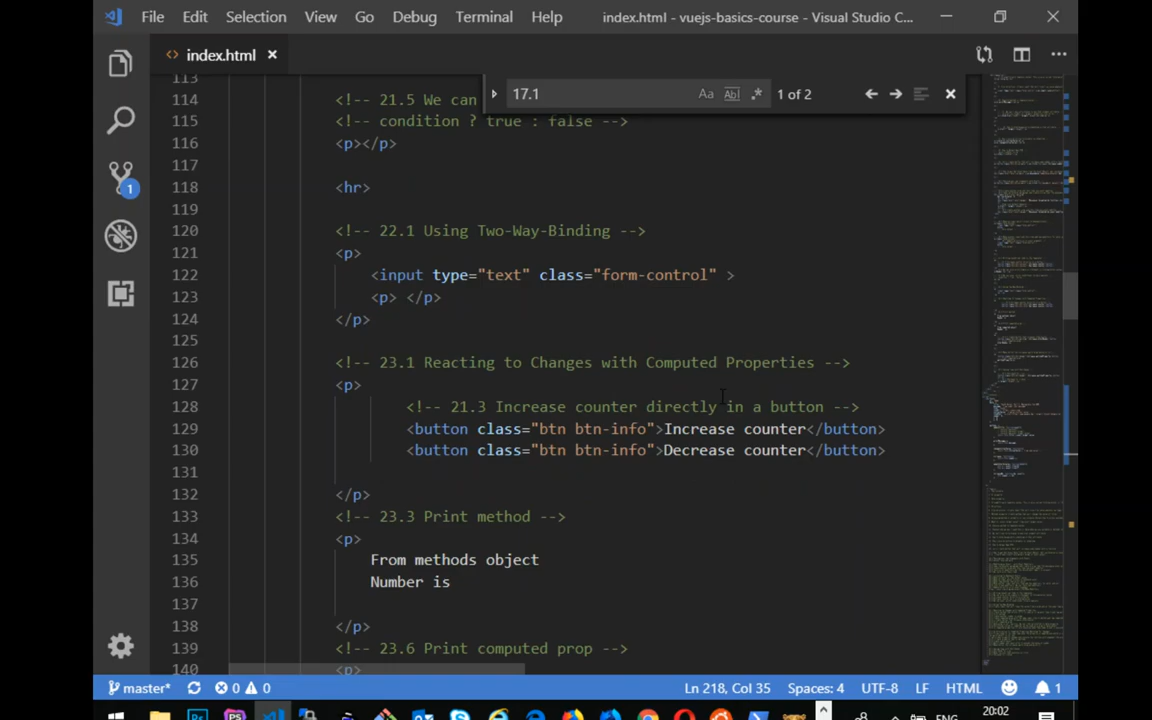 File Edit Selection View Go Debug Terminal Help index.html - vuejs-basics-course - Visual Studio C...
index.html
17.1 Aa Abl .* 1 of 2
113
114 <!-- 21.5 We can
115 <!-- condition ? true : false -->
116 <p></p>
117
118 <hr>
119
120 <!-- 22.1 Using Two-Way-Binding -->
121 <p>
122 <input type="text" class="form-control" >
123 <p> </p>
124 </p>
125
126 <!-- 23.1 Reacting to Changes with Computed Properties -->
127 <p>
128 <!-- 21.3 Increase counter directly in a button -->
129 <button class="btn btn-info">Increase counter</button>
130 <button class="btn btn-info">Decrease counter</button>
131
132 </p>
133 <!-- 23.3 Print method -->
134 <p>
135 From methods object
136 Number is
137
138 </p>
139 <!-- 23.6 Print computed prop -->
140 <p>
1
master* 0 0 Ln 218, Col 35 Spaces: 4 UTF-8 LF HTML 1
ENG 20:02